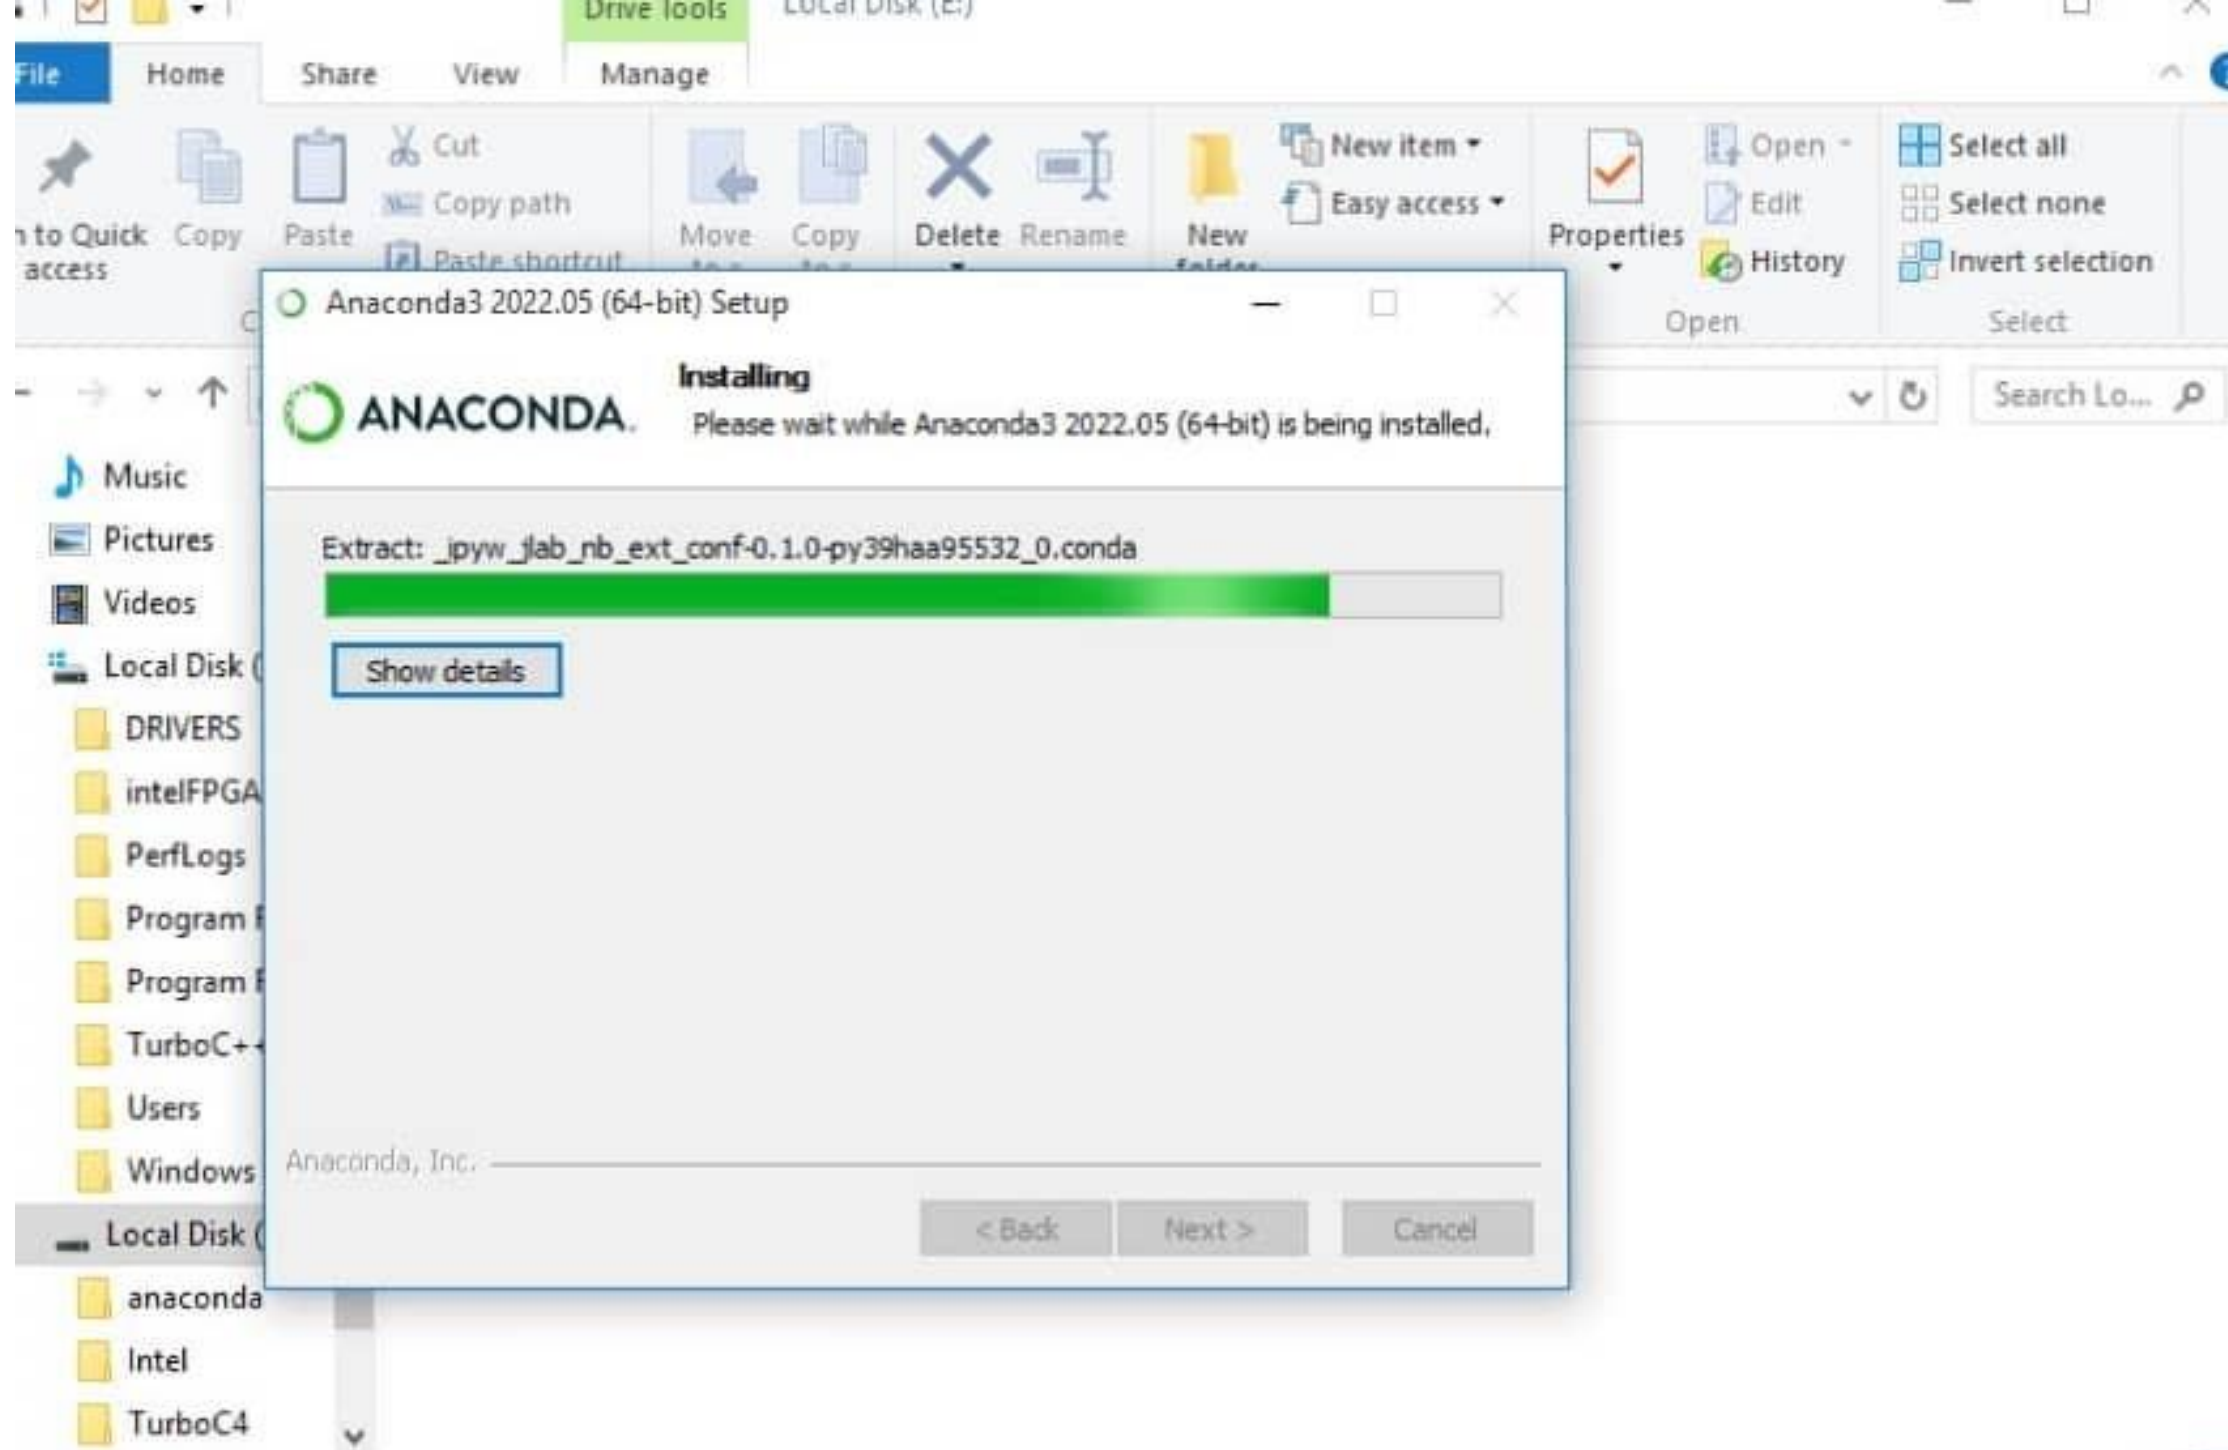 Drive Tools
Local Disk (E:)
File
Home
Share
View
Manage
Cut
Copy path
Paste shortcut
to Quick
access
Copy
Paste
Move
Copy
Delete
Rename
New
folder
New item
Easy access
Properties
Open
Edit
History
Open
Select all
Select none
Invert selection
Select
Search Lo...
Anaconda3 2022.05 (64-bit) Setup
ANACONDA.
Installing
Please wait while Anaconda3 2022.05 (64-bit) is being installed.
Extract: _ipyw_jlab_nb_ext_conf-0.1.0-py39haa95532_0.conda
Show details
Anaconda, Inc.
< Back
Next >
Cancel
Music
Pictures
Videos
Local Disk (
DRIVERS
intelFPGA
PerfLogs
Program F
Program F
TurboC++
Users
Windows
Local Disk (
anaconda
Intel
TurboC4